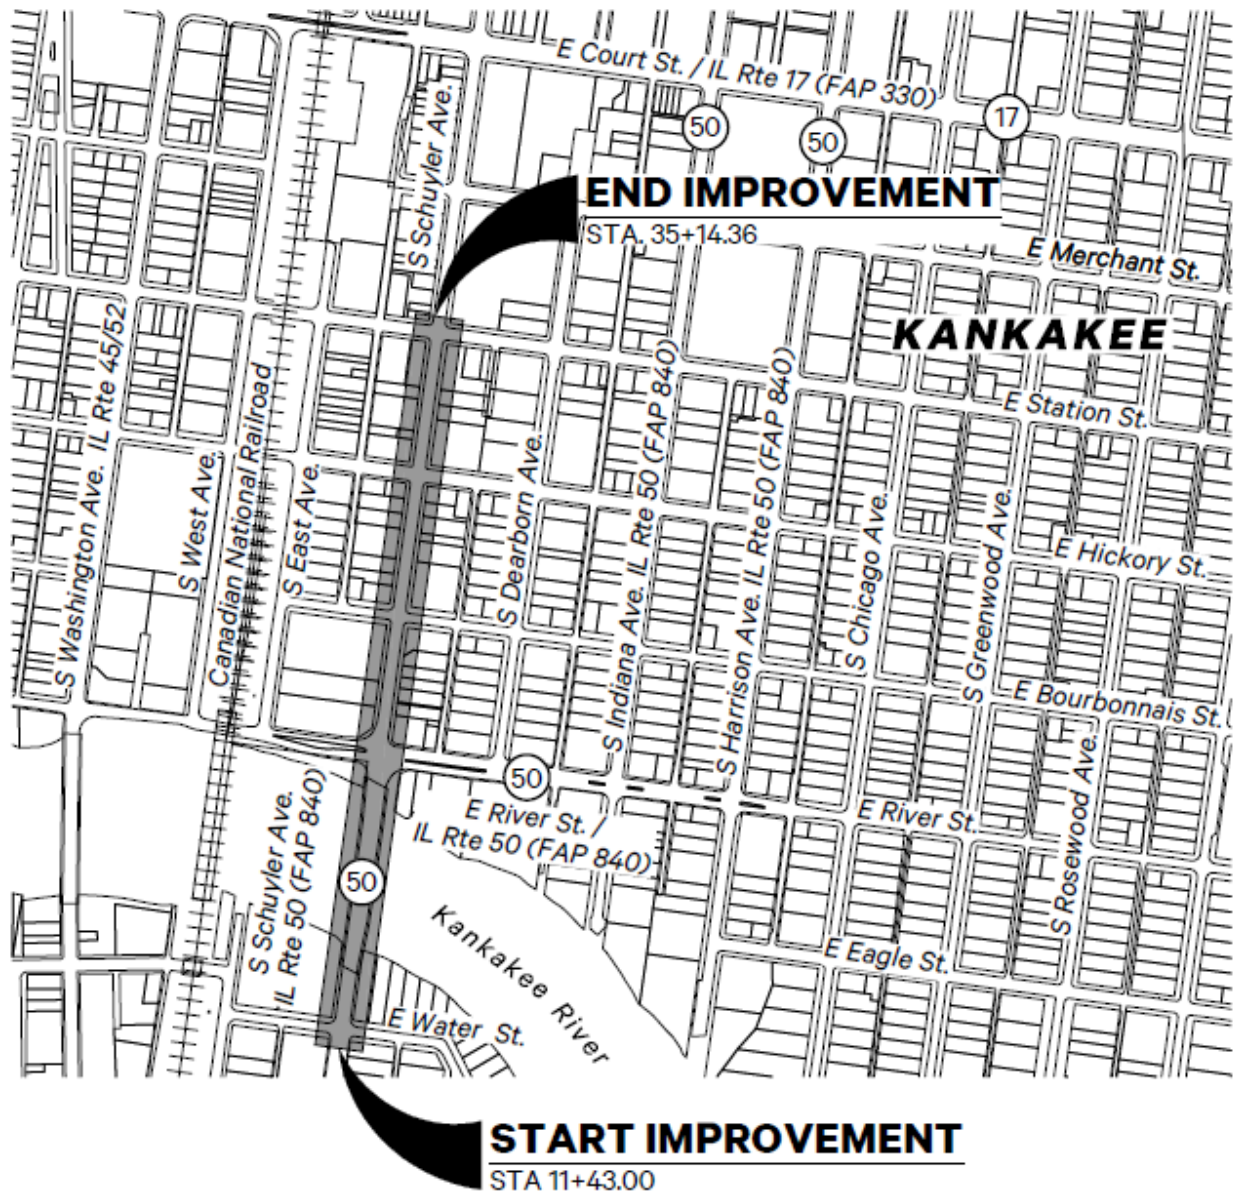 E Court St. / IL Rte 17 (FAP 330)
17
50
50
S Schuyler Ave.
END IMPROVEMENT
STA. 35+14.36
E Merchant St.
KANKAKEE
S Washington Ave. IL Rte 45/52
S West Ave.
Canadian National Railroad
S East Ave.
S Dearborn Ave.
S Indiana Ave. IL Rte 50 (FAP 840)
S Harrison Ave. IL Rte 50 (FAP 840)
S Chicago Ave.
S Greenwood Ave.
E Station St.
E Hickory St.
E Bourbonnais St.
S Rosewood Ave.
50
E River St. /
IL Rte 50 (FAP 840)
E River St.
S Schuyler Ave.
IL Rte 50 (FAP 840)
50
Kankakee River
E Eagle St.
E Water St.
START IMPROVEMENT
STA 11+43.00